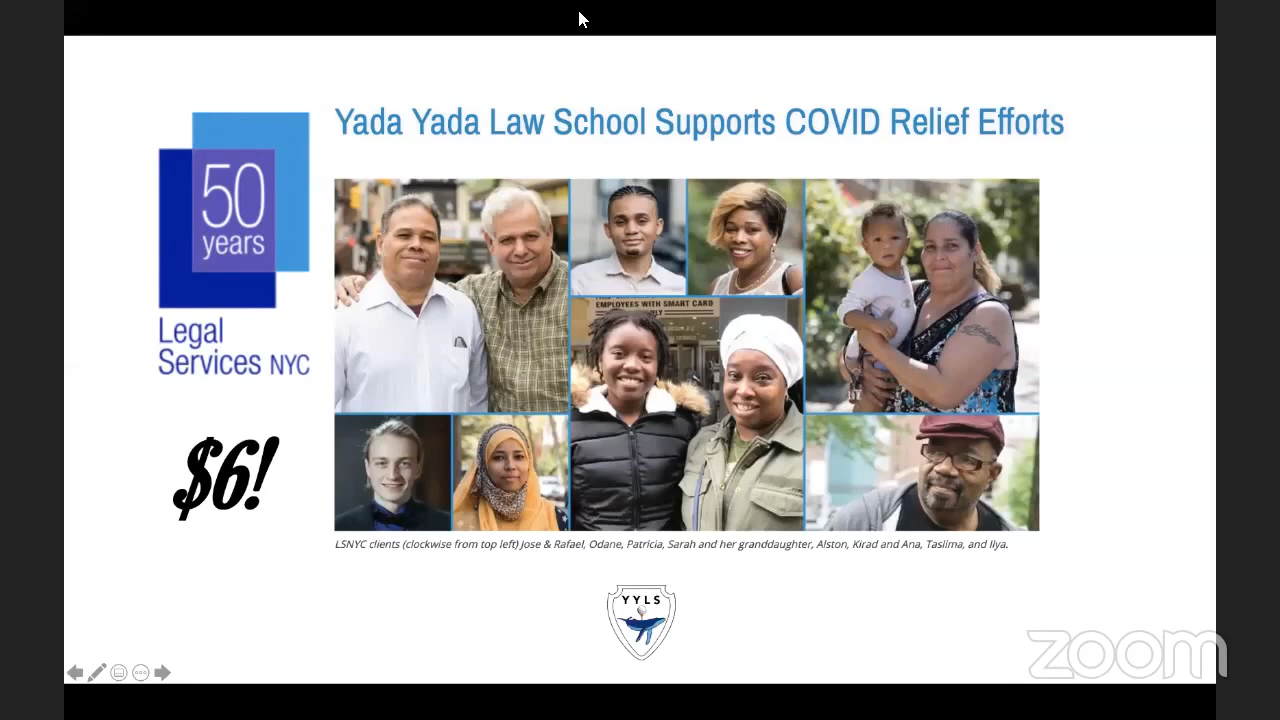 Yada Yada Law School Supports COVID Relief Efforts
50
years
Legal
Services NYC
EMPLOYEES WITH SMART CARD
$6!
LSNYC clients (clockwise from top left) Jose & Rafael, Odane, Patricia, Sarah and her granddaughter, Alston, Kirad and Ana, Taslima, and Ilya.
YYLS
zoom